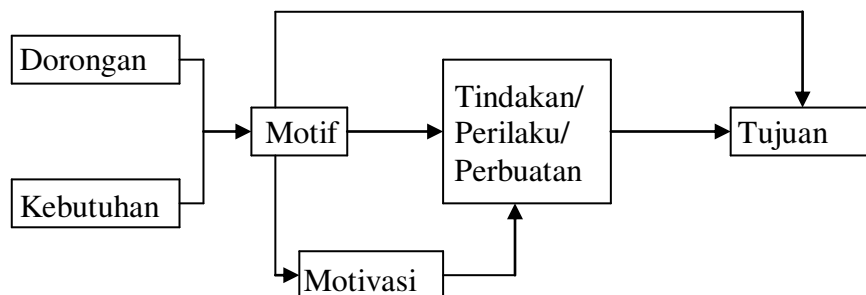 Dorongan
Kebutuhan
Motif
Tindakan/
Perilaku/
Perbuatan
Motivasi
Tujuan